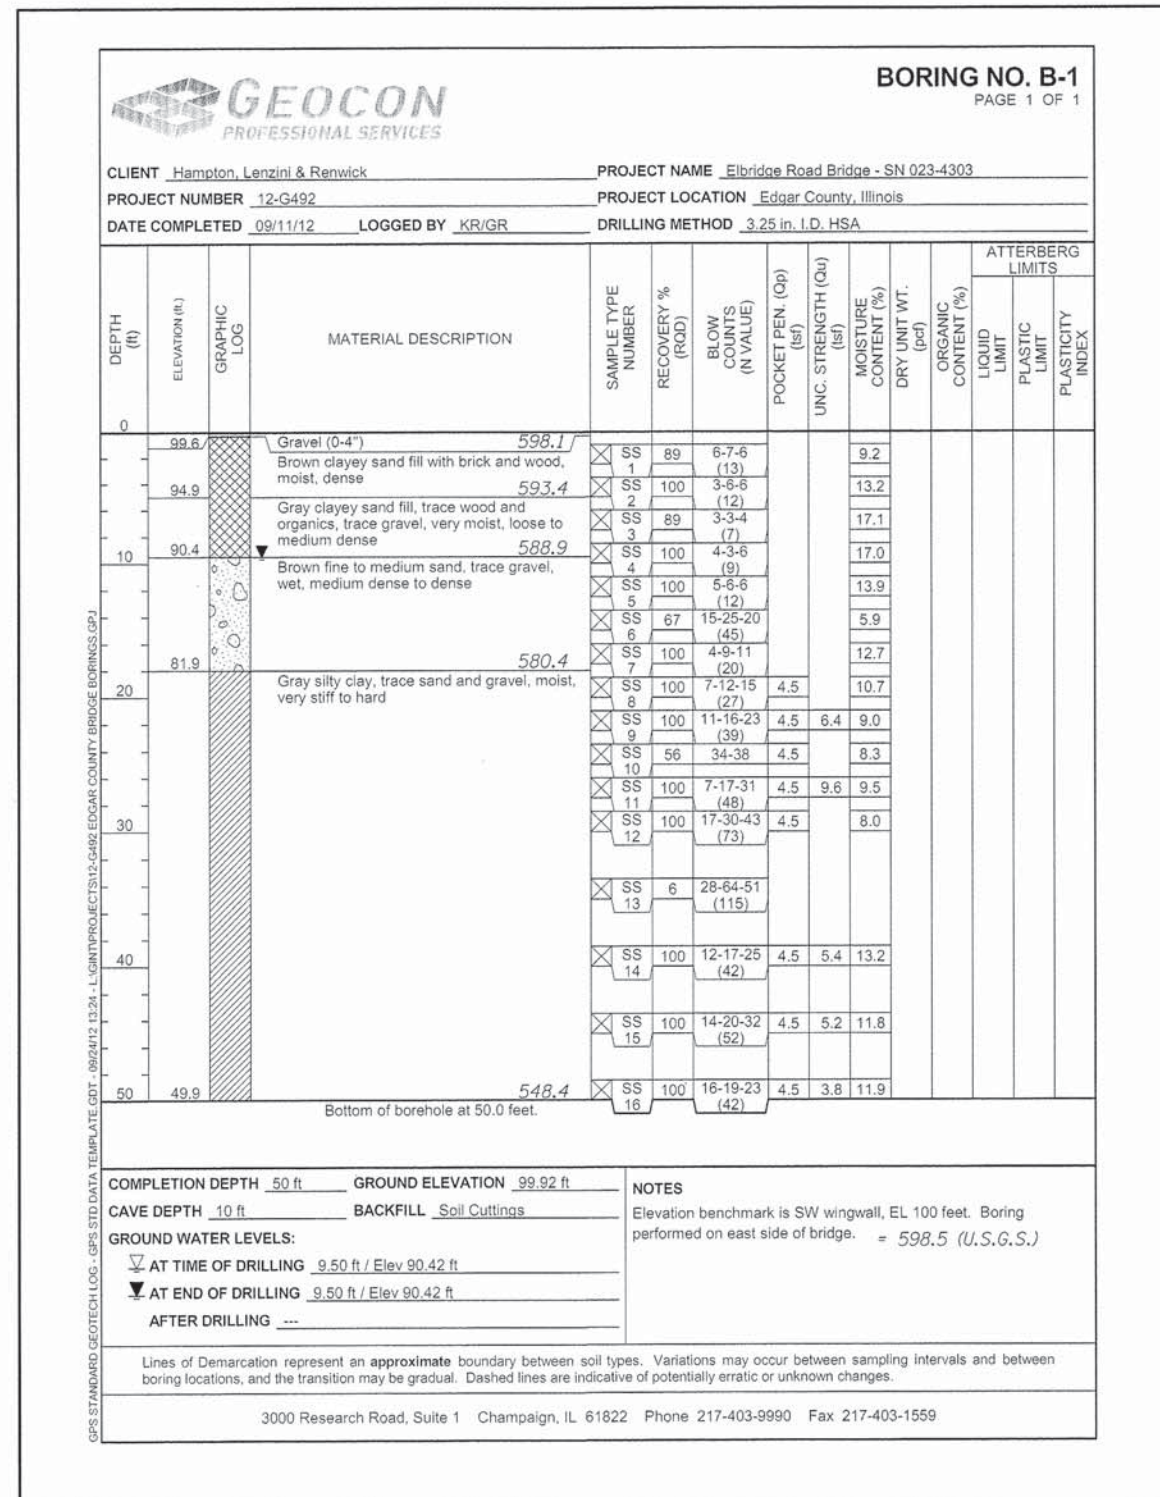 GEOCON
PROFESSIONAL SERVICES
BORING NO. B-1
PAGE 1 OF 1
CLIENT Hampton, Lenzini & Renwick
PROJECT NAME Elbridge Road Bridge - SN 023-4303
PROJECT NUMBER 12-G492
PROJECT LOCATION Edgar County, Illinois
DATE COMPLETED 09/11/12 LOGGED BY KR/GR
DRILLING METHOD 3.25 in. I.D. HSA
DEPTH (ft)
ELEVATION (ft.)
GRAPHIC LOG
MATERIAL DESCRIPTION
SAMPLE TYPE NUMBER
RECOVERY % (RQD)
BLOW COUNTS (N VALUE)
POCKET PEN. (Qp) (tsf)
UNC. STRENGTH (Qu) (tsf)
MOISTURE CONTENT (%)
DRY UNIT WT. (pcf)
ORGANIC CONTENT (%)
ATTERBERG LIMITS
LIQUID LIMIT
PLASTIC LIMIT
PLASTICITY INDEX
0
99.6 Gravel (0-4") 598.1
Brown clayey sand fill with brick and wood,
moist, dense
94.9 593.4
Gray clayey sand fill, trace wood and
organics, trace gravel, very moist, loose to
medium dense
10 90.4 588.9
Brown fine to medium sand, trace gravel,
wet, medium dense to dense
81.9 580.4
Gray silty clay, trace sand and gravel, moist,
very stiff to hard
20
30
40
50 49.9 548.4
SS 1 89 6-7-6 (13) 9.2
SS 2 100 3-6-6 (12) 13.2
SS 3 89 3-3-4 (7) 17.1
SS 4 100 4-3-6 (9) 17.0
SS 5 100 5-6-6 (12) 13.9
SS 6 67 15-25-20 (45) 5.9
SS 7 100 4-9-11 (20) 12.7
SS 8 100 7-12-15 (27) 4.5 10.7
SS 9 100 11-16-23 (39) 4.5 6.4 9.0
SS 10 56 34-38 4.5 8.3
SS 11 100 7-17-31 (48) 4.5 9.6 9.5
SS 12 100 17-30-43 (73) 4.5 8.0
SS 13 6 28-64-51 (115)
SS 14 100 12-17-25 (42) 4.5 5.4 13.2
SS 15 100 14-20-32 (52) 4.5 5.2 11.8
SS 16 100 16-19-23 (42) 4.5 3.8 11.9
Bottom of borehole at 50.0 feet.
COMPLETION DEPTH 50 ft GROUND ELEVATION 99.92 ft
CAVE DEPTH 10 ft BACKFILL Soil Cuttings
GROUND WATER LEVELS:
AT TIME OF DRILLING 9.50 ft / Elev 90.42 ft
AT END OF DRILLING 9.50 ft / Elev 90.42 ft
AFTER DRILLING ---
NOTES
Elevation benchmark is SW wingwall, EL 100 feet. Boring
performed on east side of bridge. = 598.5 (U.S.G.S.)
Lines of Demarcation represent an approximate boundary between soil types. Variations may occur between sampling intervals and between
boring locations, and the transition may be gradual. Dashed lines are indicative of potentially erratic or unknown changes.
3000 Research Road, Suite 1 Champaign, IL 61822 Phone 217-403-9990 Fax 217-403-1559
GPS STANDARD GEOTECH LOG - GPS STD DATA TEMPLATE.GDT - 09/24/12 13:24 - L:\GINT\PROJECTS\12-G492 EDGAR COUNTY BRIDGE BORINGS.GPJ